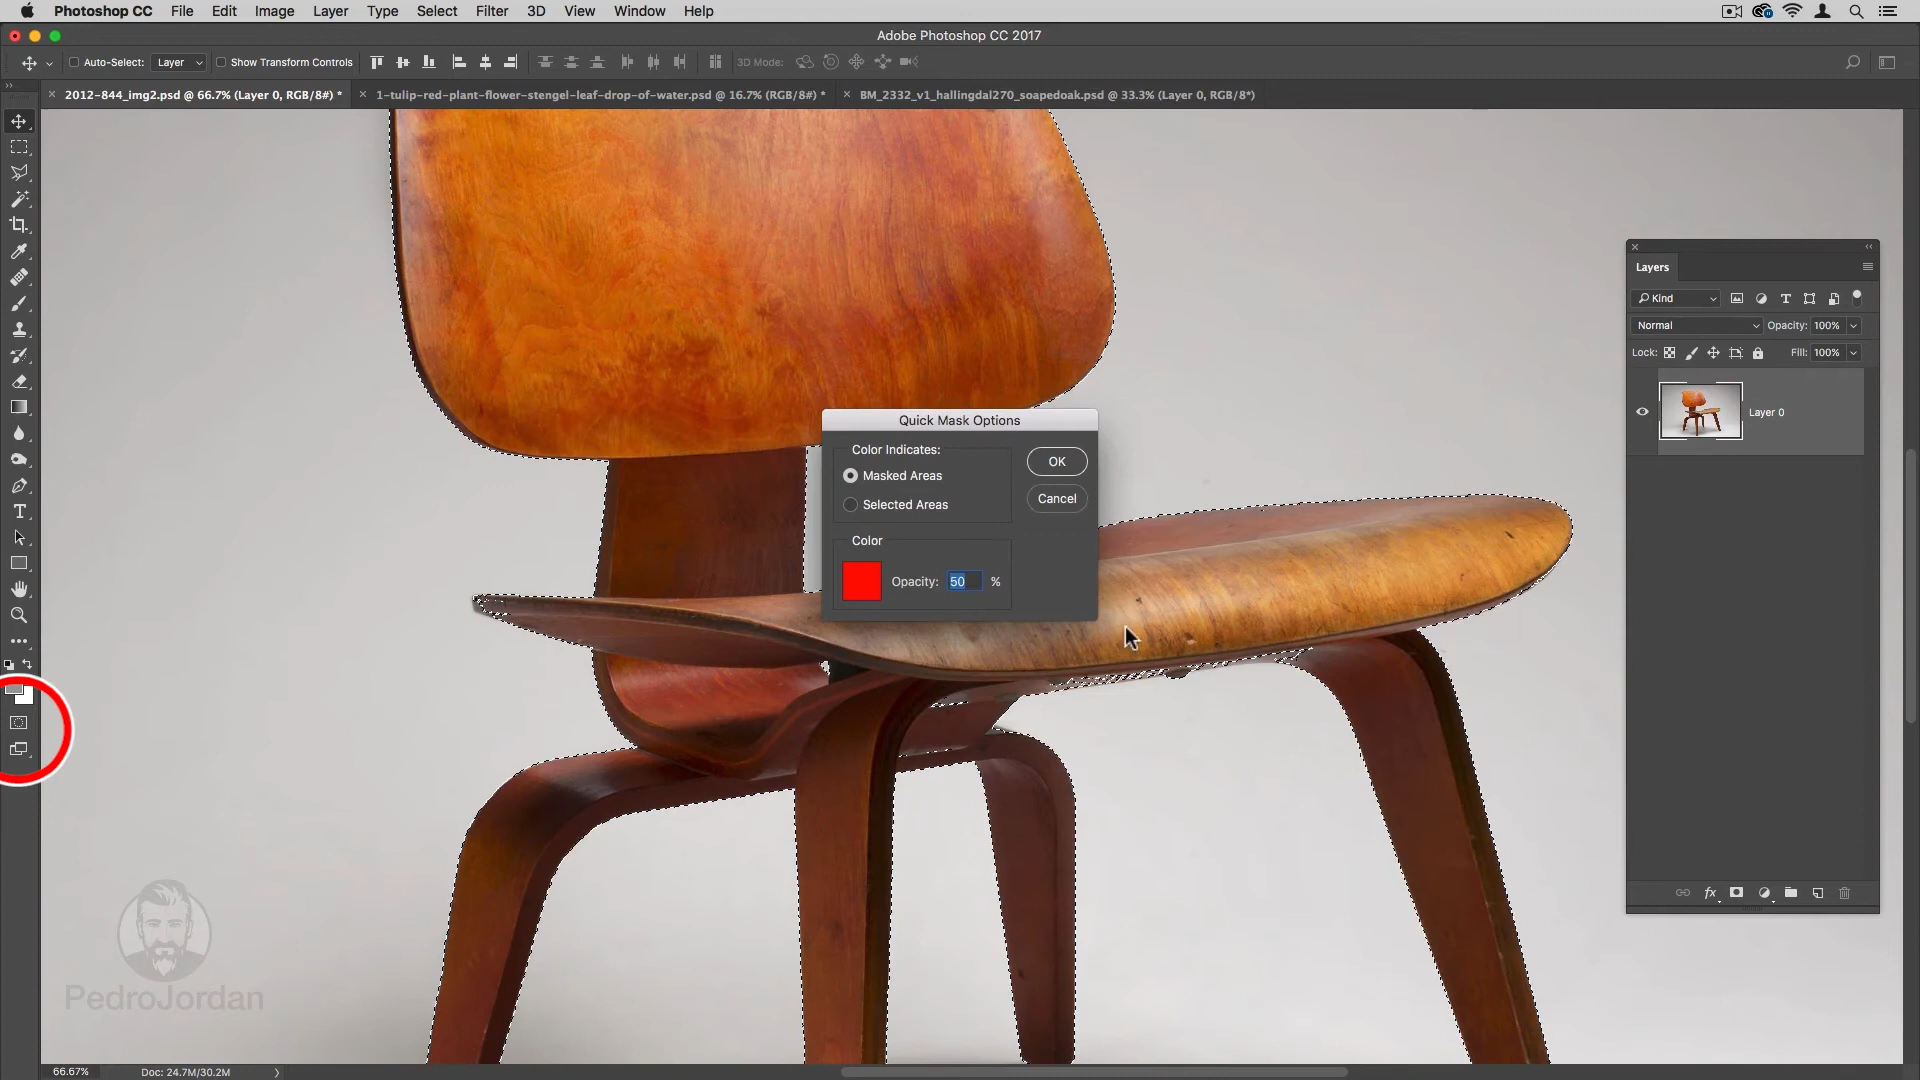 Photoshop CC File Edit Image Layer Type Select Filter 3D View Window Help
Adobe Photoshop CC 2017
Auto-Select: Layer Show Transform Controls 3D Mode:
2012-844_img2.psd @ 66.7% (Layer 0, RGB/8#) * 1-tulip-red-plant-flower-stengel-leaf-drop-of-water.psd @ 16.7% (RGB/8#) * BM_2332_v1_hallingdal270_soapedoak.psd @ 33.3% (Layer 0, RGB/8*)
Layers
Kind
Normal Opacity: 100%
Lock: Fill: 100%
Layer 0
Quick Mask Options
Color Indicates:
Masked Areas
Selected Areas
OK
Cancel
Color
Opacity: 50 %
PedroJordan
66.67% Doc: 24.7M/30.2M